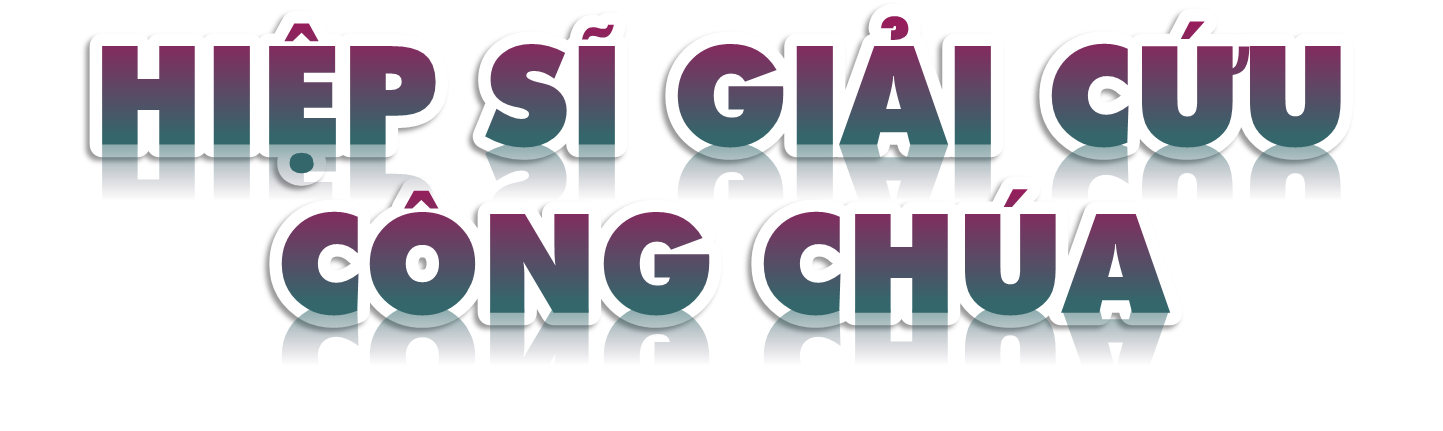 HIỆP SĨ GIẢI CỨU
CÔNG CHÚA